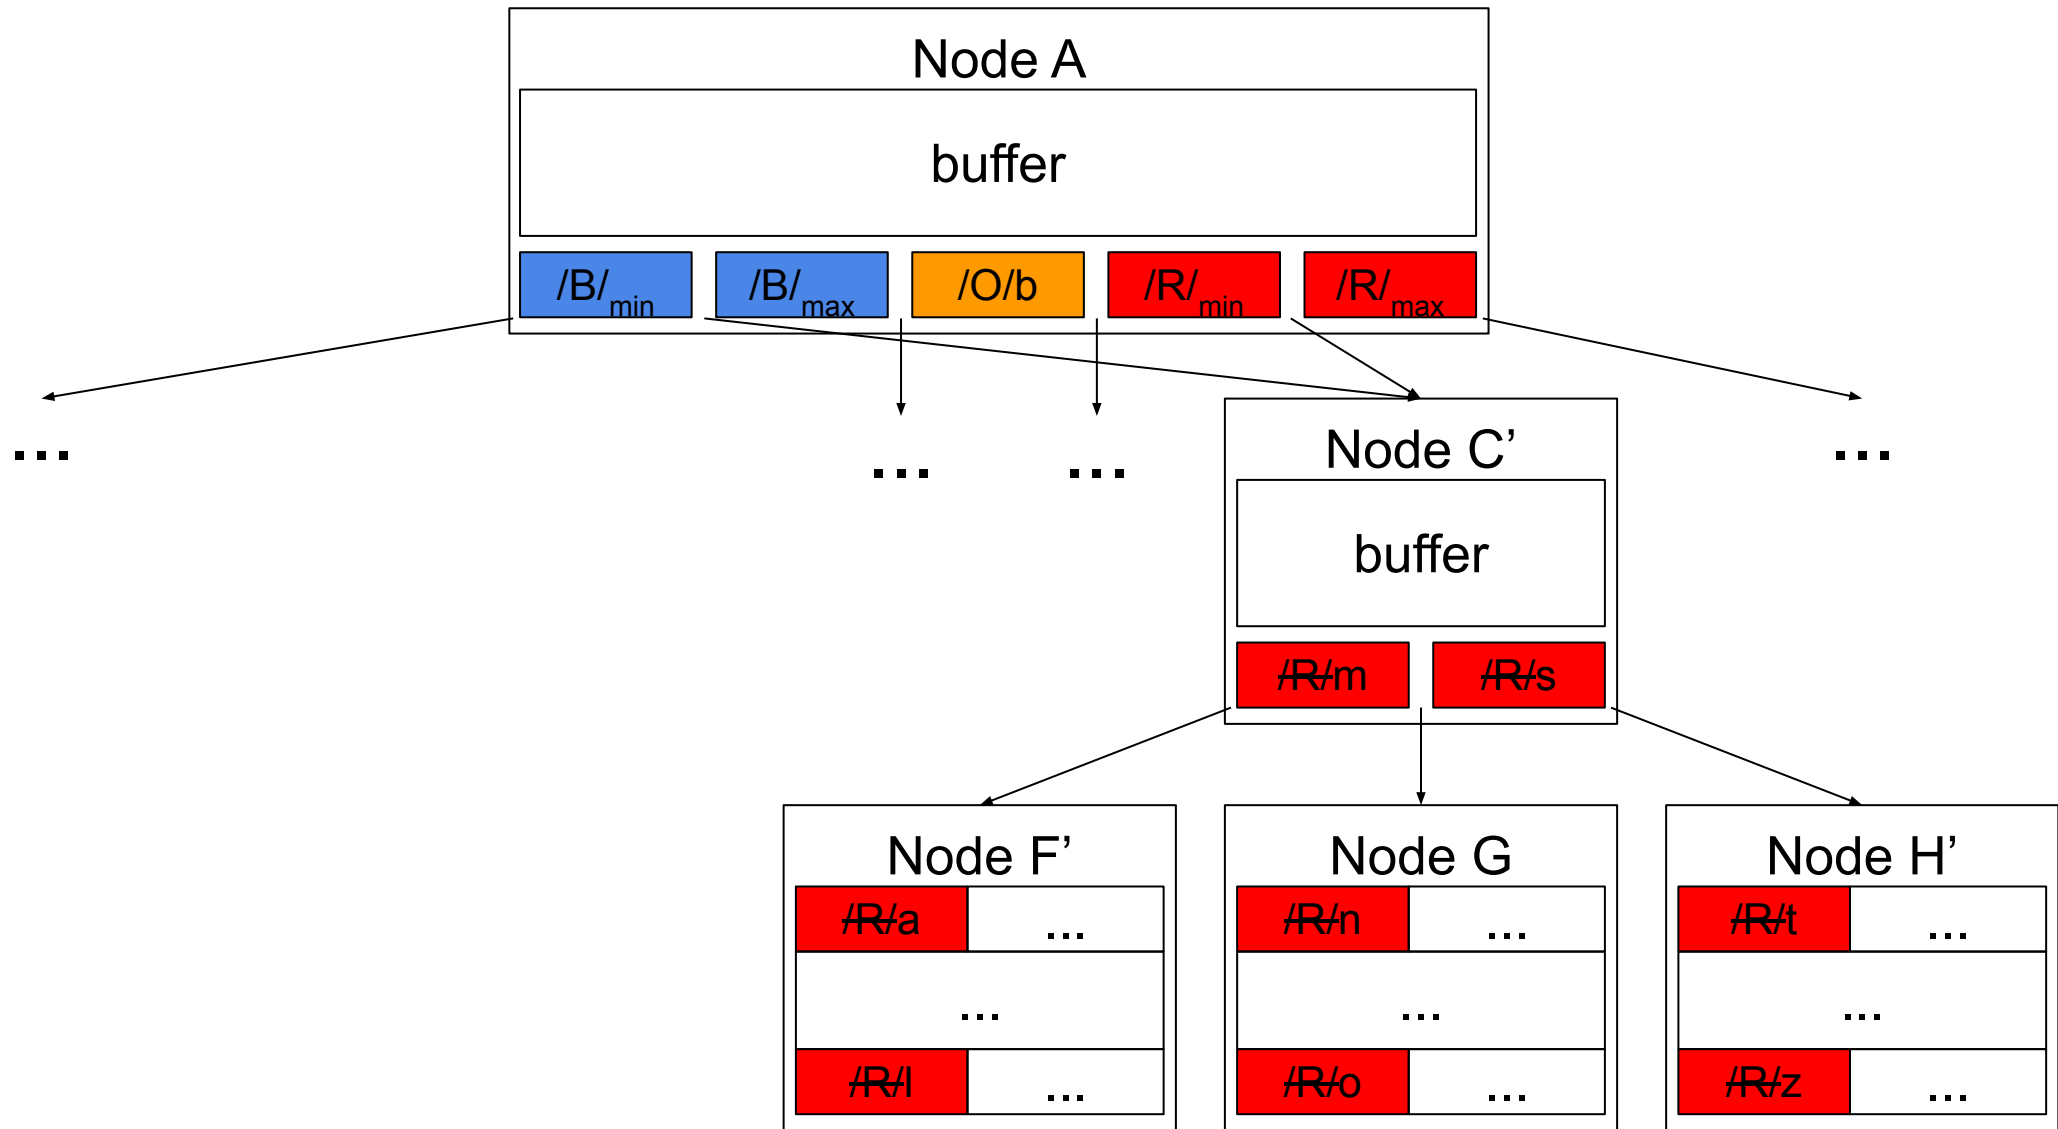 Node A
buffer
/B/min /B/max /O/b /R/min /R/max
... ... ... ...
Node C’
buffer
/R/m /R/s
Node F’ Node G Node H’
/R/a ... /R/n ... /R/t ...
... ... ...
/R/l ... /R/o ... /R/z ...